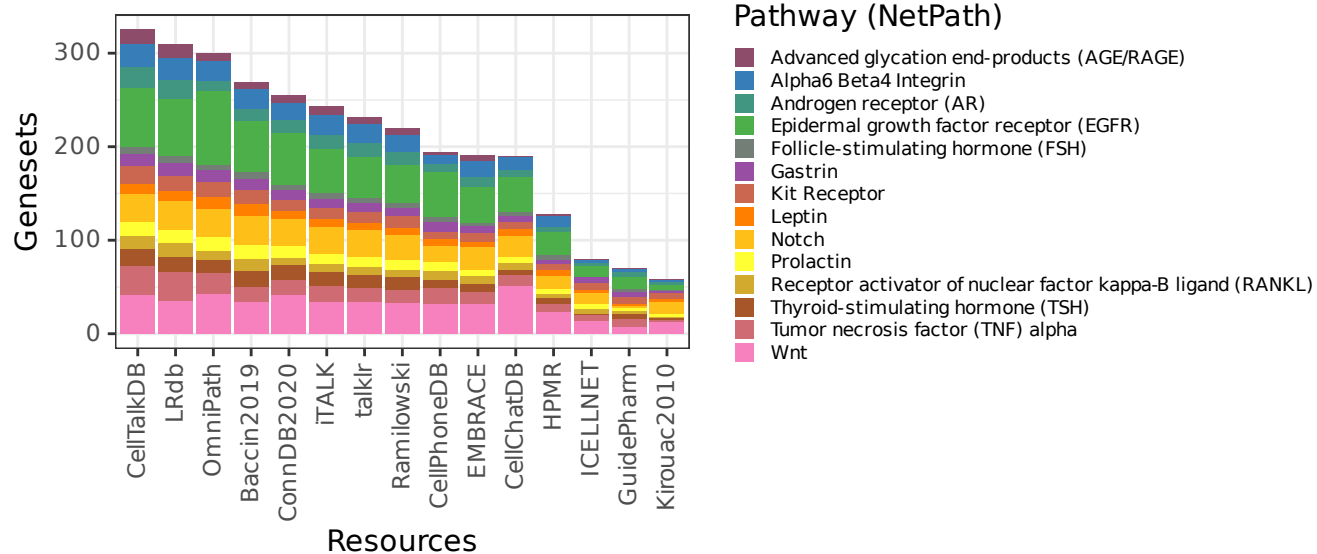 Pathway (NetPath)
Advanced glycation end-products (AGE/RAGE)
Alpha6 Beta4 Integrin
Androgen receptor (AR)
Epidermal growth factor receptor (EGFR)
Follicle-stimulating hormone (FSH)
Gastrin
Kit Receptor
Leptin
Notch
Prolactin
Receptor activator of nuclear factor kappa-B ligand (RANKL)
Thyroid-stimulating hormone (TSH)
Tumor necrosis factor (TNF) alpha
Wnt
Genesets
300
200
100
0
CellTalkDB
LRdb
OmniPath
Baccin2019
ConnDB2020
iTALK
talklr
Ramilowski
CellPhoneDB
EMBRACE
CellChatDB
HPMR
ICELLNET
GuidePharm
Kirouac2010
Resources